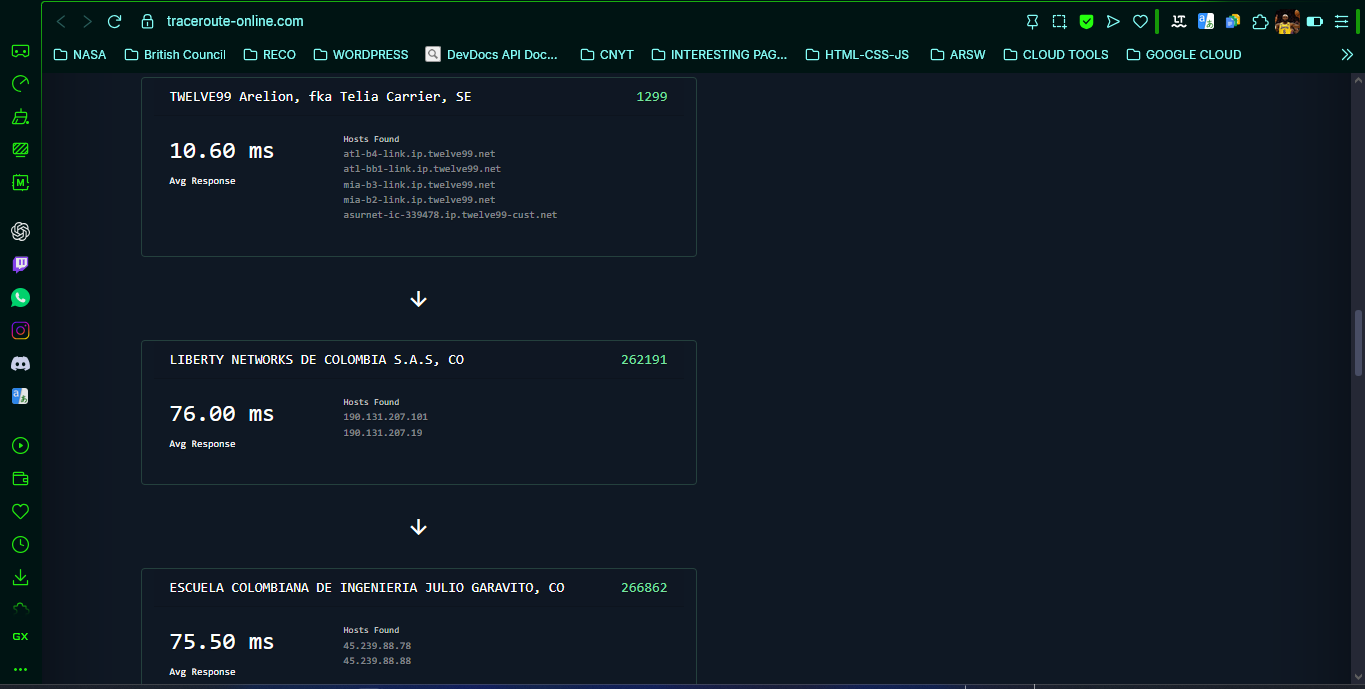 traceroute-online.com
NASA British Council RECO WORDPRESS DevDocs API Doc... CNYT INTERESTING PAG... HTML-CSS-JS ARSW CLOUD TOOLS GOOGLE CLOUD
TWELVE99 Arelion, fka Telia Carrier, SE 1299
10.60 ms
Avg Response
Hosts Found
atl-b4-link.ip.twelve99.net
atl-bb1-link.ip.twelve99.net
mia-b3-link.ip.twelve99.net
mia-b2-link.ip.twelve99.net
asurnet-ic-339478.ip.twelve99-cust.net
LIBERTY NETWORKS DE COLOMBIA S.A.S, CO 262191
76.00 ms
Avg Response
Hosts Found
190.131.207.101
190.131.207.19
ESCUELA COLOMBIANA DE INGENIERIA JULIO GARAVITO, CO 266862
75.50 ms
Avg Response
Hosts Found
45.239.88.78
45.239.88.88
M
GX